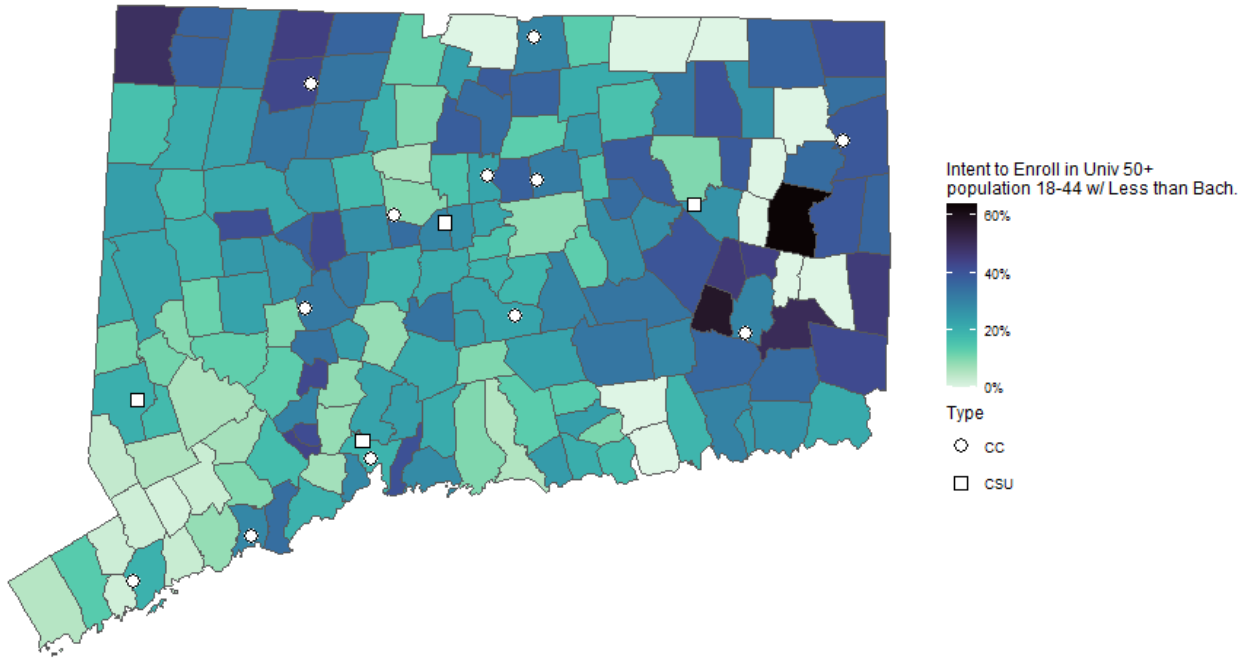 Intent to Enroll in Univ 50+
population 18-44 w/ Less than Bach.
60%
40%
20%
0%
Type
CC
CSU